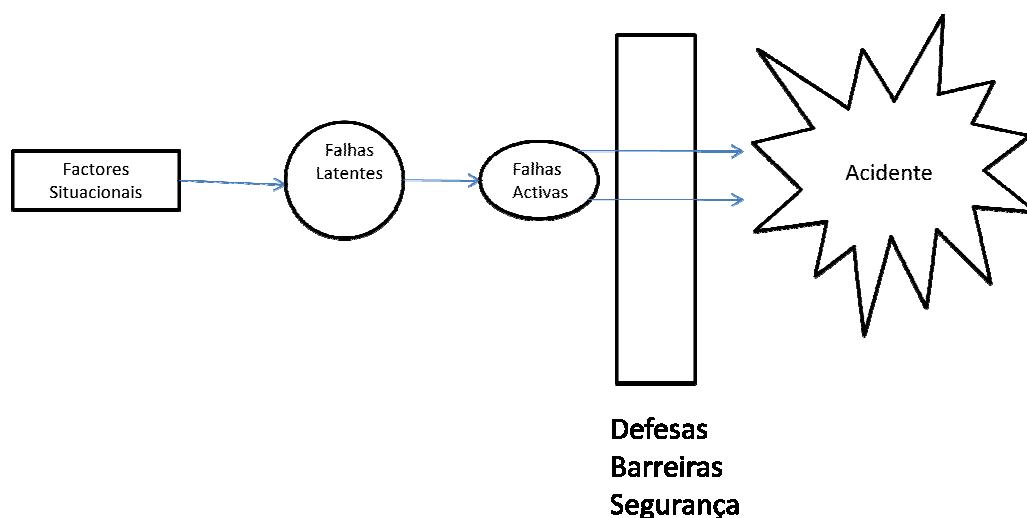 Factores
Situacionais
Falhas
Latentes
Falhas
Activas
Acidente
Defesas
Barreiras
Segurança